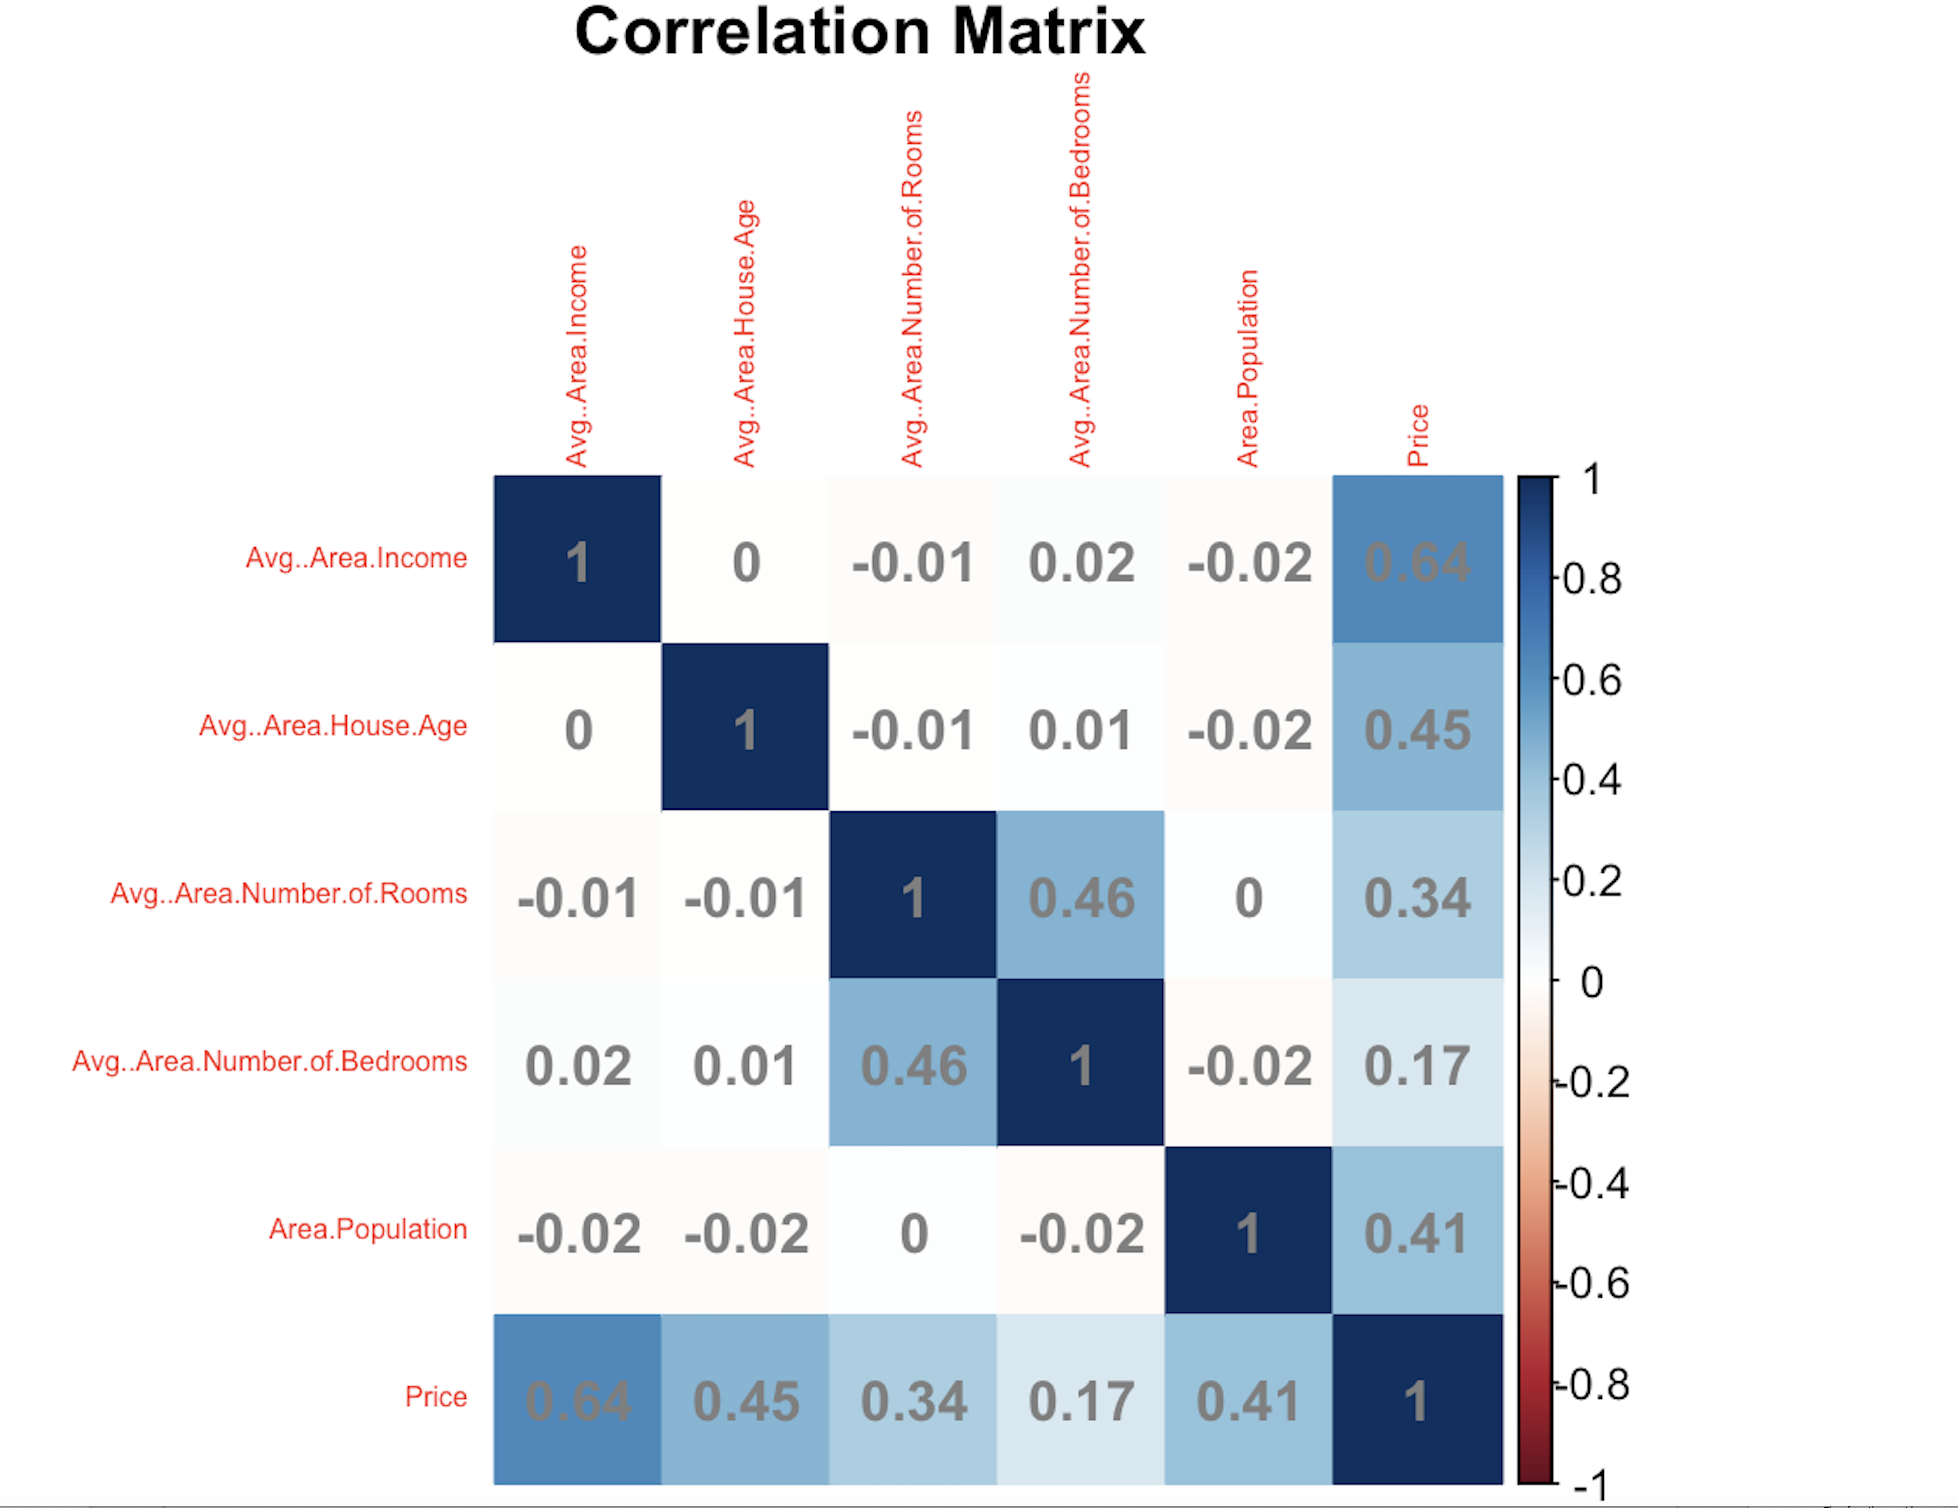 Correlation Matrix
Avg..Area.Income
Avg..Area.House.Age
Avg..Area.Number.of.Rooms
Avg..Area.Number.of.Bedrooms
Area.Population
Price
Avg..Area.Income 1 0 -0.01 0.02 -0.02 0.64
Avg..Area.House.Age 0 1 -0.01 0.01 -0.02 0.45
Avg..Area.Number.of.Rooms -0.01 -0.01 1 0.46 0 0.34
Avg..Area.Number.of.Bedrooms 0.02 0.01 0.46 1 -0.02 0.17
Area.Population -0.02 -0.02 0 -0.02 1 0.41
Price 0.64 0.45 0.34 0.17 0.41 1
1
0.8
0.6
0.4
0.2
0
-0.2
-0.4
-0.6
-0.8
-1